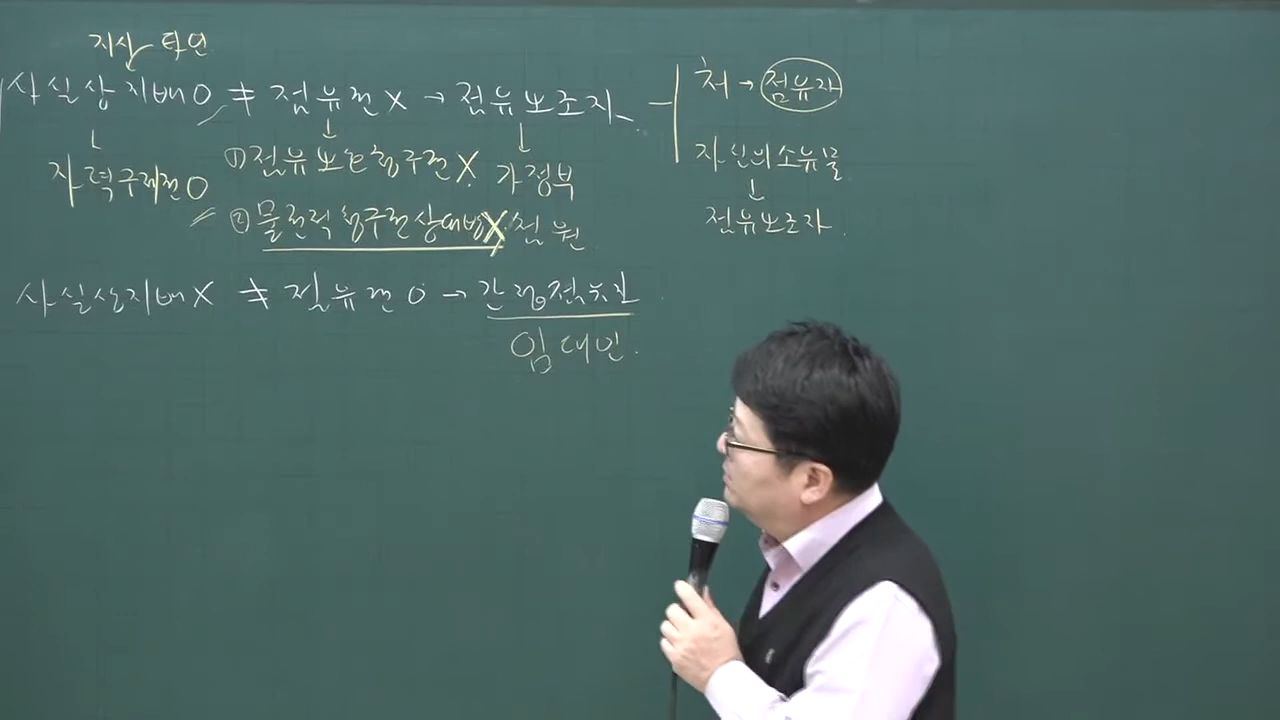 지시 타인
사실상 지배 O ≠ 점유권 X → 점유보조자
처 → 점유자
↓ ↓ ↓
자력구제권 O ① 점유보호청구권 X 가정부
자신의 소유물
↓
② 물권적 청구권 상대방 X 점원
점유보조자
사실상지배 X ≠ 점유권 O → 간접점유자
임대인